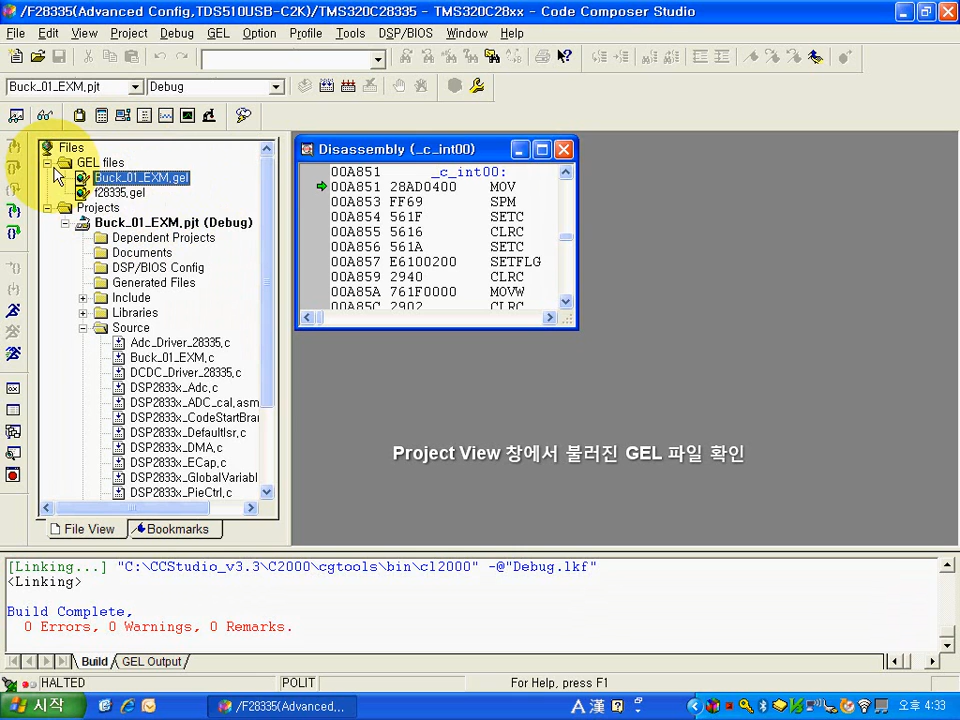 /F28335(Advanced Config,TDS510USB-C2K)/TMS320C28335 - TMS320C28xx - Code Composer Studio
File Edit View Project Debug GEL Option Profile Tools DSP/BIOS Window Help
Buck_01_EXM.pjt Debug
Files
GEL files
Buck_01_EXM.gel
f28335.gel
Projects
Buck_01_EXM.pjt (Debug)
Dependent Projects
Documents
DSP/BIOS Config
Generated Files
Include
Libraries
Source
Adc_Driver_28335.c
Buck_01_EXM.c
DCDC_Driver_28335.c
DSP2833x_Adc.c
DSP2833x_ADC_cal.asm
DSP2833x_CodeStartBra
DSP2833x_DefaultIsr.c
DSP2833x_DMA.c
DSP2833x_ECap.c
DSP2833x_GlobalVariabl
DSP2833x_PieCtrl.c
File View Bookmarks
Disassembly (_c_int00)
00A851 _c_int00:
00A851 28AD0400 MOV
00A853 FF69 SPM
00A854 561F SETC
00A855 5616 CLRC
00A856 561A SETC
00A857 E6100200 SETFLG
00A859 2940 CLRC
00A85A 761F0000 MOVW
00A85C 2902 CLRC
Project View 창에서 불러진 GEL 파일 확인
[Linking...] "C:\CCStudio_v3.3\C2000\cgtools\bin\cl2000" -@"Debug.lkf"
<Linking>
Build Complete,
0 Errors, 0 Warnings, 0 Remarks.
Build GEL Output
HALTED POLIT For Help, press F1
시작 /F28335(Advanced... A 漢 오후 4:33